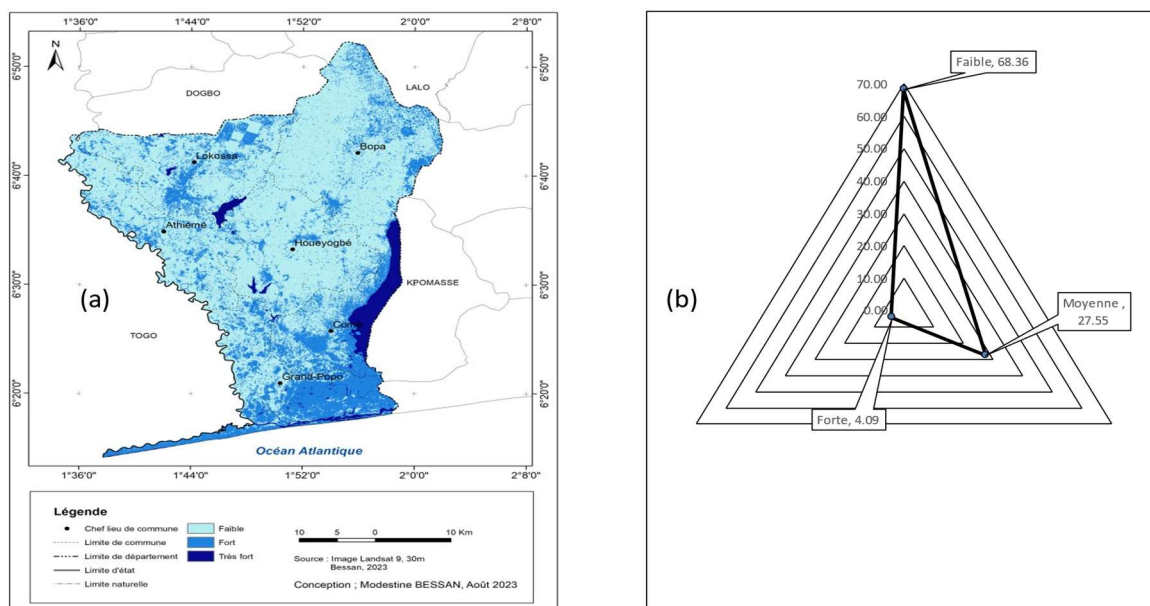 1°36'0"
1°44'0"
1°52'0"
2°0'0"
2°8'0"
N
6°50'0"
6°50'0"
DOGBO
LALO
Lokossa
Bopa
6°40'0"
6°40'0"
Athiémé
Houéyogbé
6°30'0"
6°30'0"
(a)
KPOMASSE
TOGO
Comé
Grand-Popo
6°20'0"
6°20'0"
Océan Atlantique
1°36'0"
1°44'0"
1°52'0"
2°0'0"
2°8'0"
Légende
Chef lieu de commune
Limite de commune
Limite de département
Limite d'état
Limite naturelle
Faible
Fort
Très fort
10 5 0 10 Km
Source : Image Landsat 9, 30m
Bessan, 2023
Conception ; Modestine BESSAN, Août 2023
(b)
Faible, 68.36
70.00
60.00
50.00
40.00
30.00
20.00
10.00
0.00
Moyenne ,
27.55
Forte, 4.09